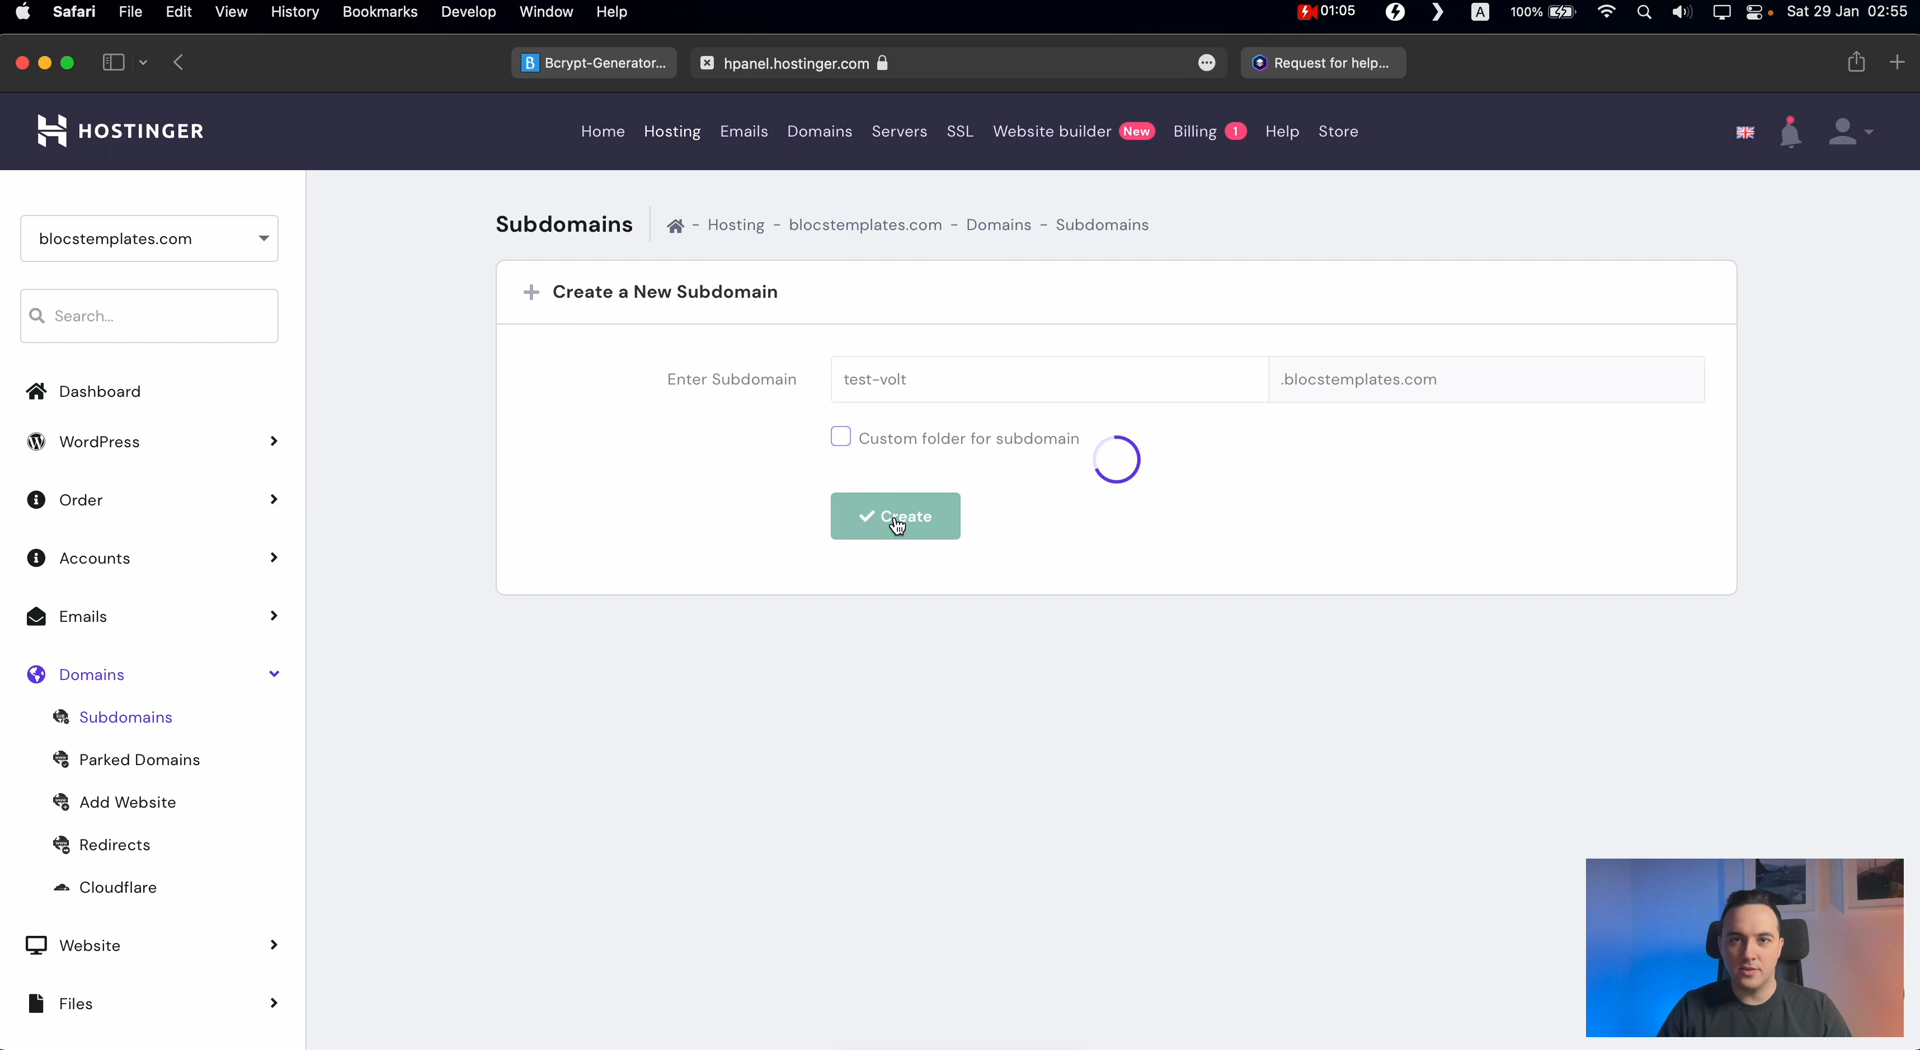 Safari File Edit View History Bookmarks Develop Window Help 01:05 A 100% Sat 29 Jan 02:55
B Bcrypt-Generator... hpanel.hostinger.com Request for help...
HOSTINGER
Home Hosting Emails Domains Servers SSL Website builder New Billing 1 Help Store
blocstemplates.com
Search...
Dashboard
WordPress
Order
Accounts
Emails
Domains
Subdomains
Parked Domains
Add Website
Redirects
Cloudflare
Website
Files
Subdomains - Hosting - blocstemplates.com - Domains - Subdomains
Create a New Subdomain
Enter Subdomain test-volt .blocstemplates.com
Custom folder for subdomain
Create